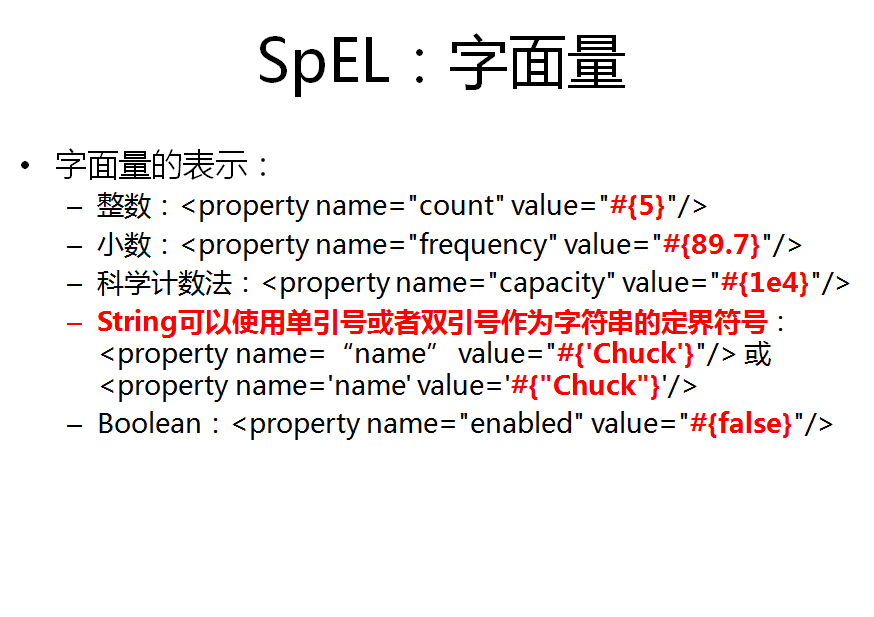 SpEL：字面量
• 字面量的表示：
– 整数：<property name="count" value="#{5}"/>
– 小数：<property name="frequency" value="#{89.7}"/>
– 科学计数法：<property name="capacity" value="#{1e4}"/>
– String可以使用单引号或者双引号作为字符串的定界符号：
<property name=“name” value="#{'Chuck'}"/> 或
<property name='name' value='#{"Chuck"}'/>
– Boolean：<property name="enabled" value="#{false}"/>